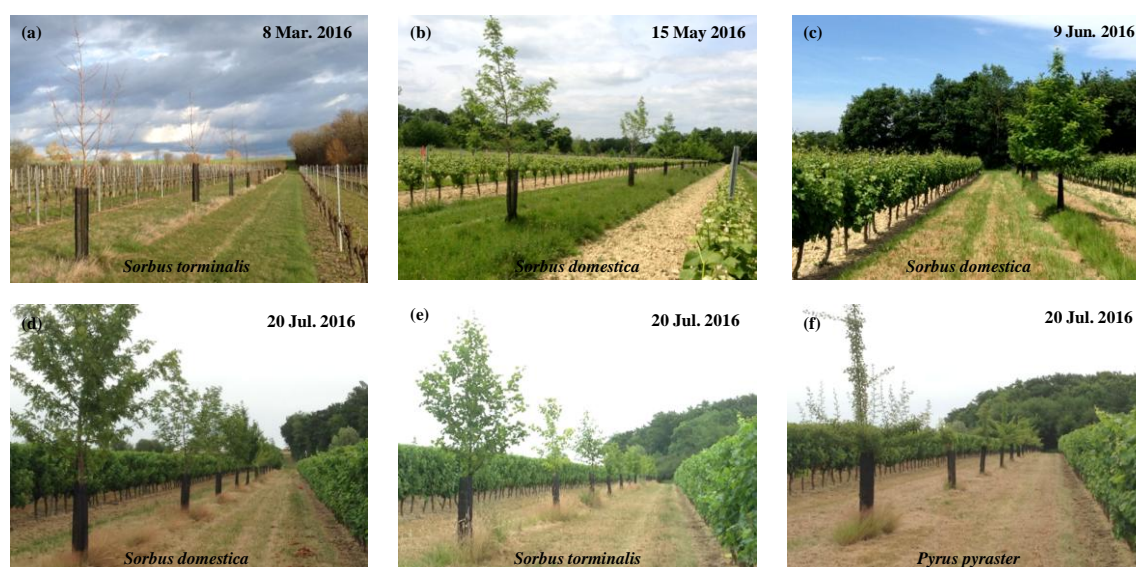 (a) 8 Mar. 2016
Sorbus torminalis
(b) 15 May 2016
Sorbus domestica
(c) 9 Jun. 2016
Sorbus domestica
(d) 20 Jul. 2016
Sorbus domestica
(e) 20 Jul. 2016
Sorbus torminalis
(f) 20 Jul. 2016
Pyrus pyraster